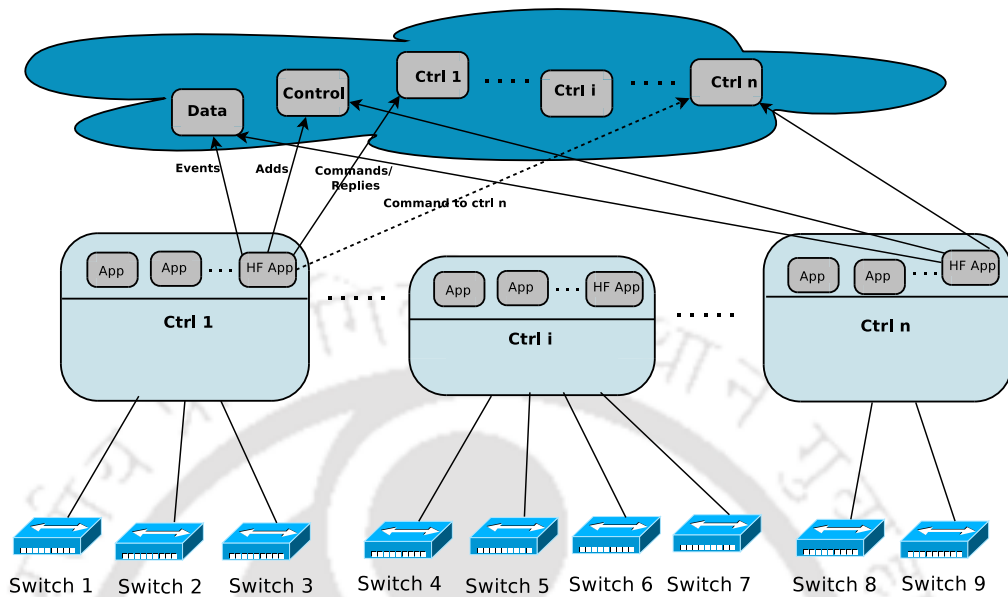 Ctrl 1
Ctrl i
Ctrl n
Data
Control
Events
Adds
Commands/
Replies
Command to ctrl n
App
App
HF App
Ctrl 1
App
App
HF App
Ctrl i
App
App
HF App
Ctrl n
Switch 1
Switch 2
Switch 3
Switch 4
Switch 5
Switch 6
Switch 7
Switch 8
Switch 9